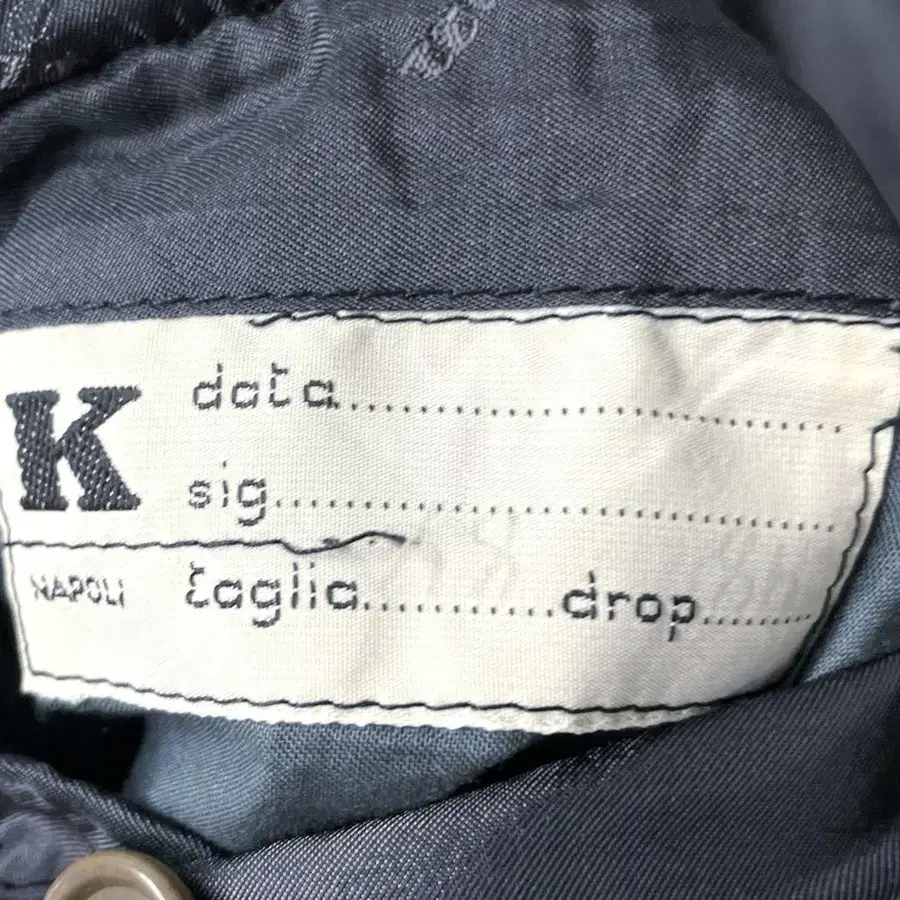 K
data
sig
NAPOLI
taglia drop